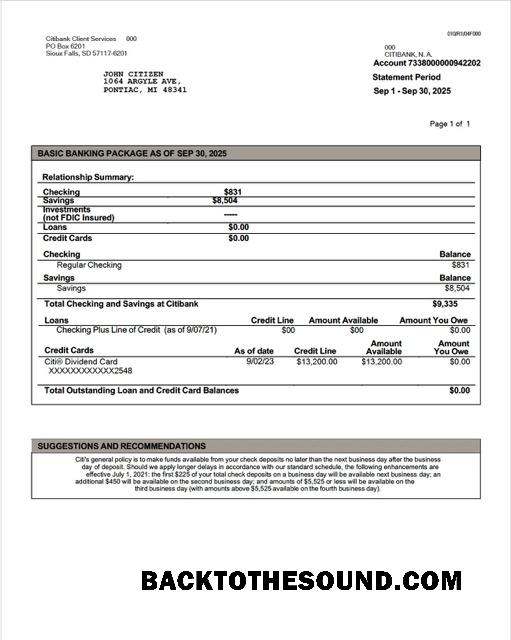 010/R1/04F000
Citibank Client Services 000
PO Box 6201
Sioux Falls, SD 57117-6201
000
CITIBANK, N. A.
Account 7338000000942202
Statement Period
Sep 1 - Sep 30, 2025
JOHN CITIZEN
1064 ARGYLE AVE,
PONTIAC, MI 48341
Page 1 of 1
BASIC BANKING PACKAGE AS OF SEP 30, 2025
Relationship Summary:
Checking $831
Savings $8,504
Investments -----
(not FDIC Insured)
Loans $0.00
Credit Cards $0.00
Checking Balance
Regular Checking $831
Savings Balance
Savings $8,504
Total Checking and Savings at Citibank $9,335
Loans Credit Line Amount Available Amount You Owe
Checking Plus Line of Credit (as of 9/07/21) $00 $00 $0.00
Credit Cards As of date Credit Line Amount Available Amount You Owe
Citi® Dividend Card 9/02/23 $13,200.00 $13,200.00 $0.00
XXXXXXXXXXXX2548
Total Outstanding Loan and Credit Card Balances $0.00
SUGGESTIONS AND RECOMMENDATIONS
Citi's general policy is to make funds available from your check deposits no later than the next business day after the business
day of deposit. Should we apply longer delays in accordance with our standard schedule, the following enhancements are
effective July 1, 2021: the first $225 of your total check deposits on a business day will be available next business day; an
additional $450 will be available on the second business day; and amounts of $5,525 or less will be available on the
third business day (with amounts above $5,525 available on the fourth business day).
BACKTOTHESOUND.COM